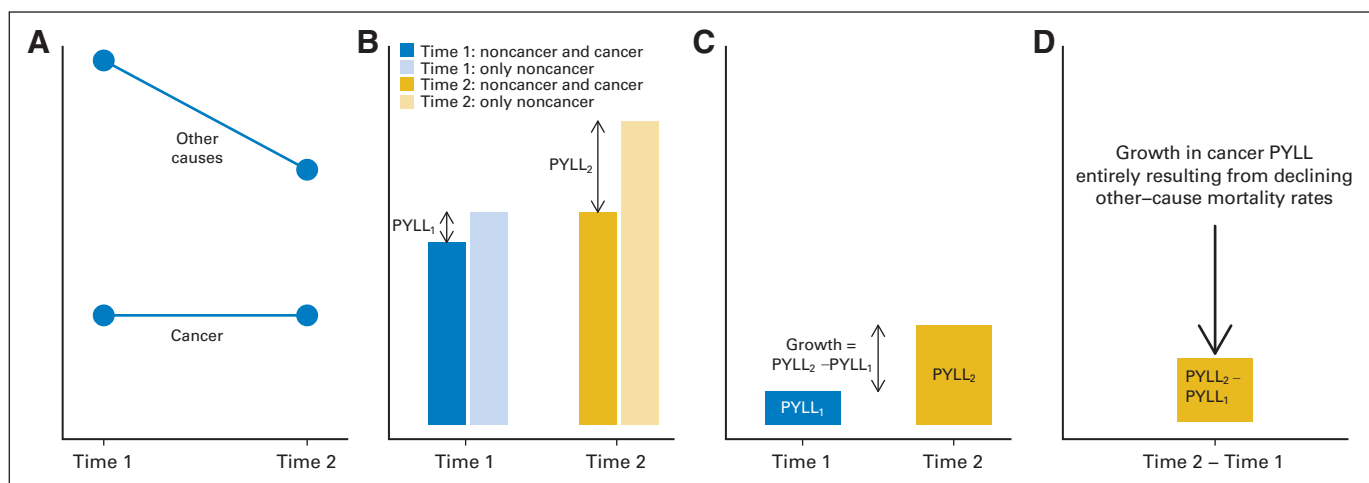 A
Other
causes
Cancer
Time 1
Time 2
B
Time 1: noncancer and cancer
Time 1: only noncancer
Time 2: noncancer and cancer
Time 2: only noncancer
PYLL₂
PYLL₁
Time 1
Time 2
C
Growth =
PYLL₂ –PYLL₁
PYLL₁
PYLL₂
Time 1
Time 2
D
Growth in cancer PYLL
entirely resulting from declining
other–cause mortality rates
PYLL₂ –
PYLL₁
Time 2 – Time 1